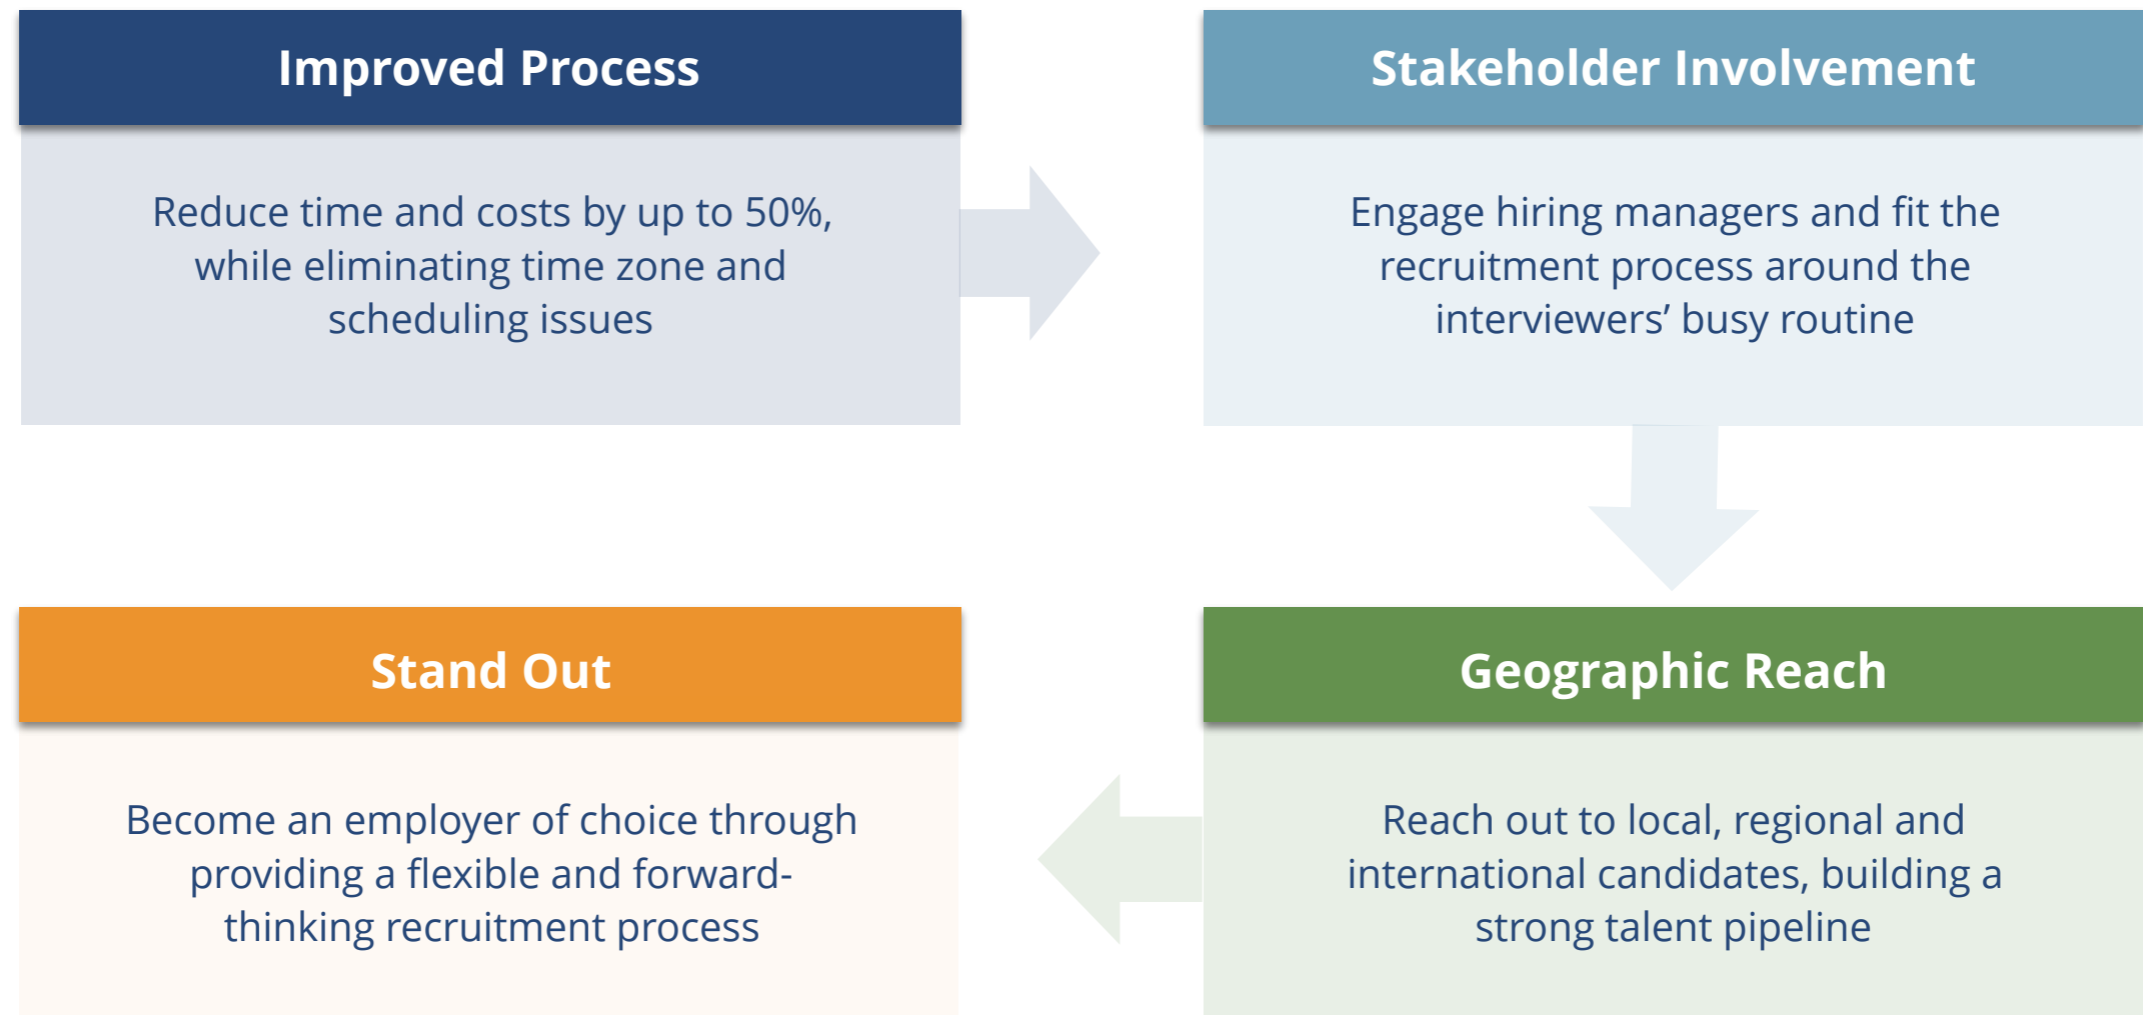 Improved Process
Reduce time and costs by up to 50%,
while eliminating time zone and
scheduling issues
Stakeholder Involvement
Engage hiring managers and fit the
recruitment process around the
interviewers’ busy routine
Geographic Reach
Reach out to local, regional and
international candidates, building a
strong talent pipeline
Stand Out
Become an employer of choice through
providing a flexible and forward-
thinking recruitment process